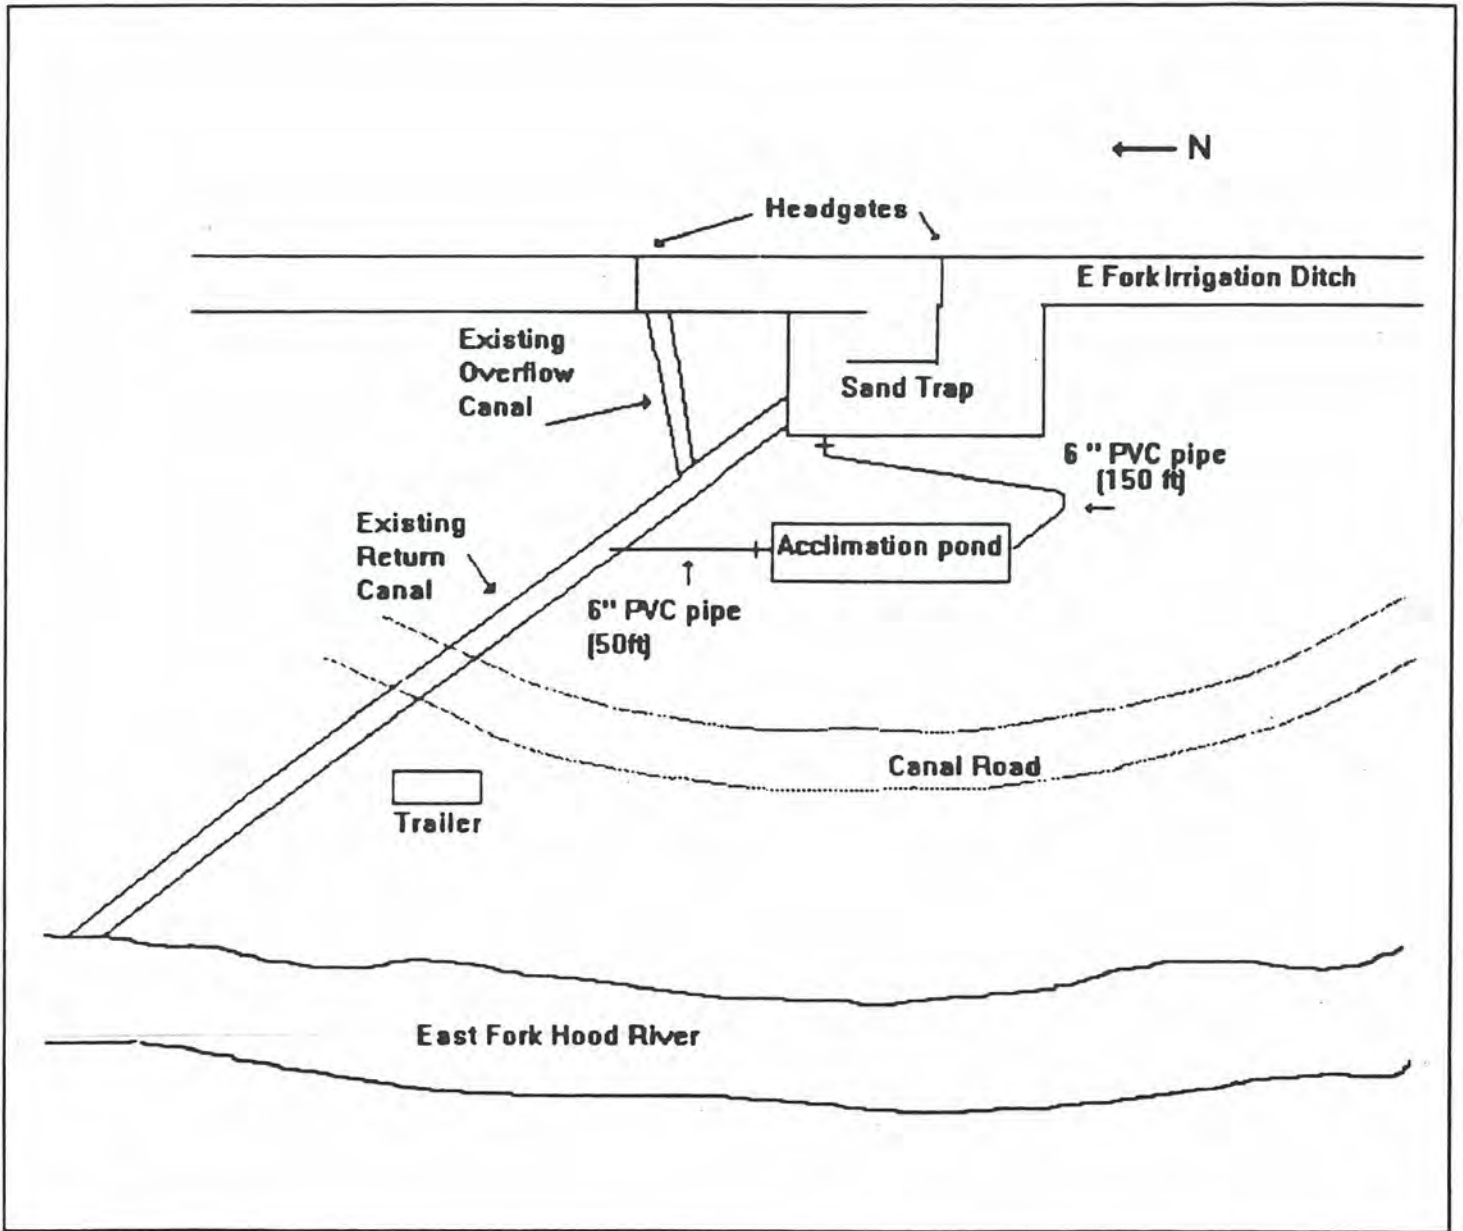 N
Headgates
E Fork Irrigation Ditch
Existing
Overflow
Canal
Sand Trap
6 " PVC pipe
(150 ft)
Existing
Return
Canal
Acclimation pond
6" PVC pipe
(50ft)
Canal Road
Trailer
East Fork Hood River